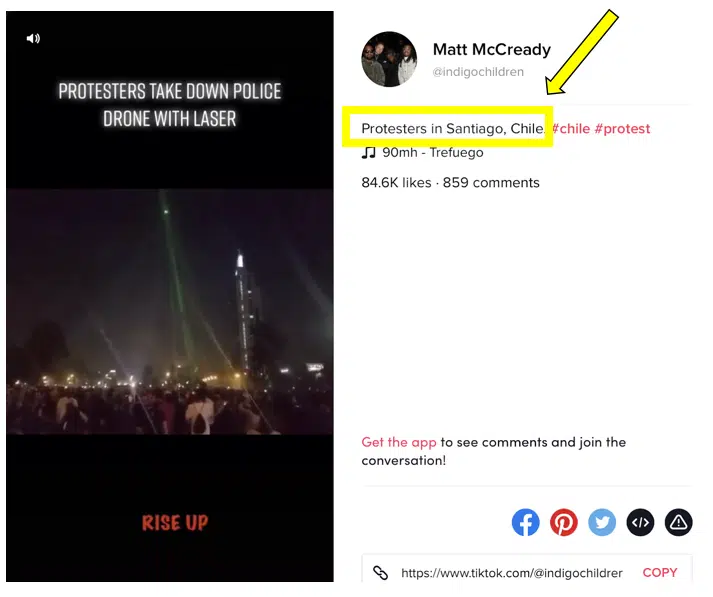 PROTESTERS TAKE DOWN POLICE
DRONE WITH LASER
RISE UP
Matt McCready
@indigochildren
Protesters in Santiago, Chile. #chile #protest
90mh - Trefuego
84.6K likes · 859 comments
Get the app to see comments and join the
conversation!
https://www.tiktok.com/@indigochildrer
COPY